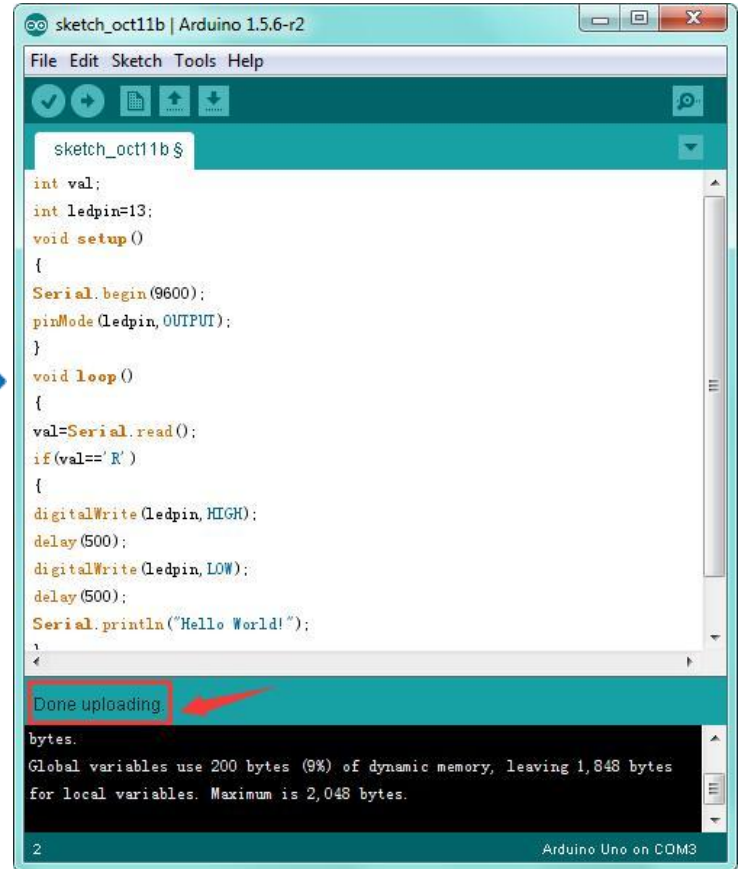 sketch_oct11b | Arduino 1.5.6-r2
File Edit Sketch Tools Help
sketch_oct11b §
int val;
int ledpin=13;
void setup()
{
Serial.begin(9600);
pinMode(ledpin,OUTPUT);
}
void loop()
{
val=Serial.read();
if(val=='R')
{
digitalWrite(ledpin,HIGH);
delay(500);
digitalWrite(ledpin,LOW);
delay(500);
Serial.println("Hello World!");
}
Done uploading.
bytes.
Global variables use 200 bytes (9%) of dynamic memory, leaving 1,848 bytes
for local variables. Maximum is 2,048 bytes.
2 Arduino Uno on COM3